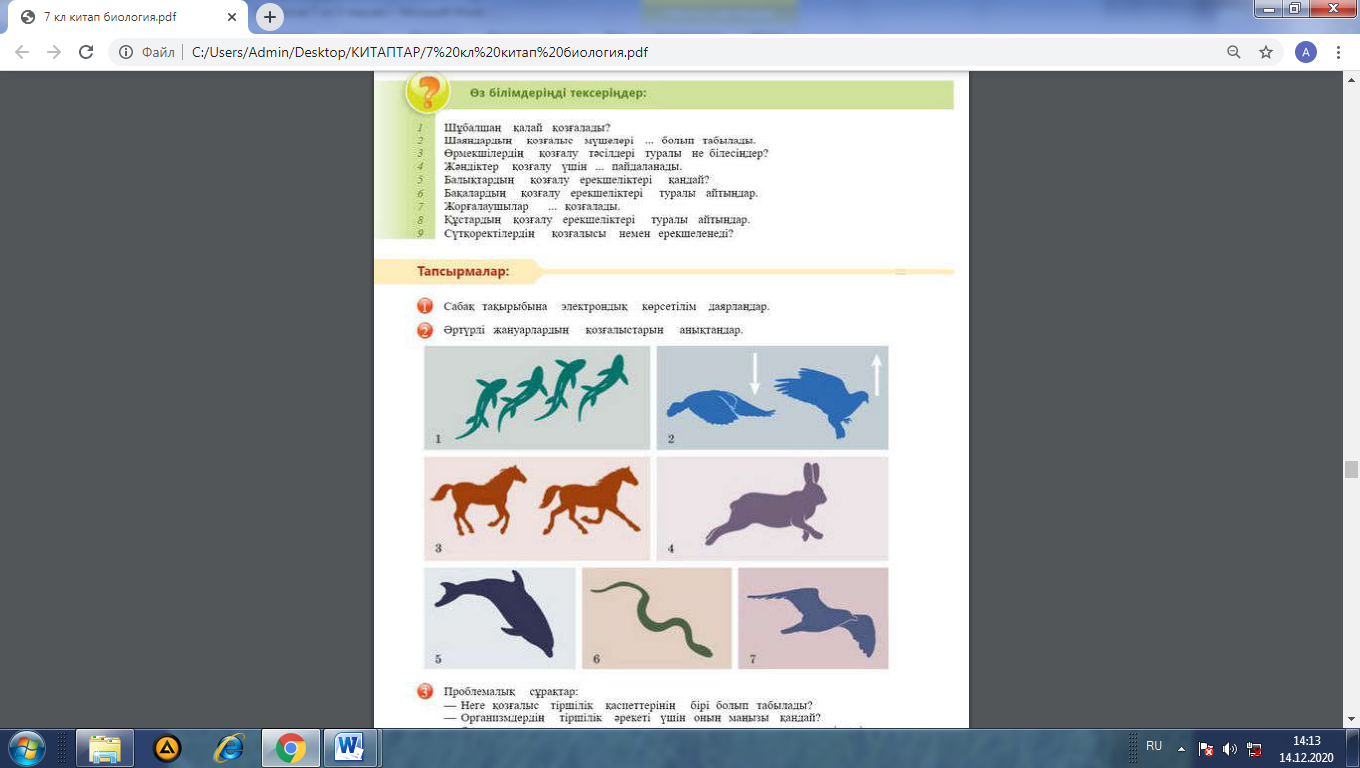 7 кл китап биология.pdf
Файл
C:/Users/Admin/Desktop/КИТАПТАР/7%20кл%20китап%20биология.pdf
A
?
Өз білімдеріңді тексеріңдер:
1 Шұбалшаң қалай қозғалады?
2 Шаяндардың қозғалыс мүшелері ... болып табылады.
3 Өрмекшілердің қозғалу тәсілдері туралы не білесіңдер?
4 Жәндіктер қозғалу үшін ... пайдаланады.
5 Балықтардың қозғалу ерекшеліктері қандай?
6 Бақалардың қозғалу ерекшеліктері туралы айтыңдар.
7 Жорғалаушылар ... қозғалады.
8 Құстардың қозғалу ерекшеліктері туралы айтыңдар.
9 Сүтқоректілердің қозғалысы немен ерекшеленеді?
Тапсырмалар:
1 Сабақ тақырыбына электрондық көрсетілім даярлаңдар.
2 Әртүрлі жануарлардың қозғалыстарын анықтаңдар.
1
2
3
4
5
6
7
3 Проблемалық сұрақтар:
— Неге қозғалыс тіршілік қаспеттерінің бірі болып табылады?
— Организмдердің тіршілік әрекеті үшін оның маңызы қандай?
RU
14:13
14.12.2020